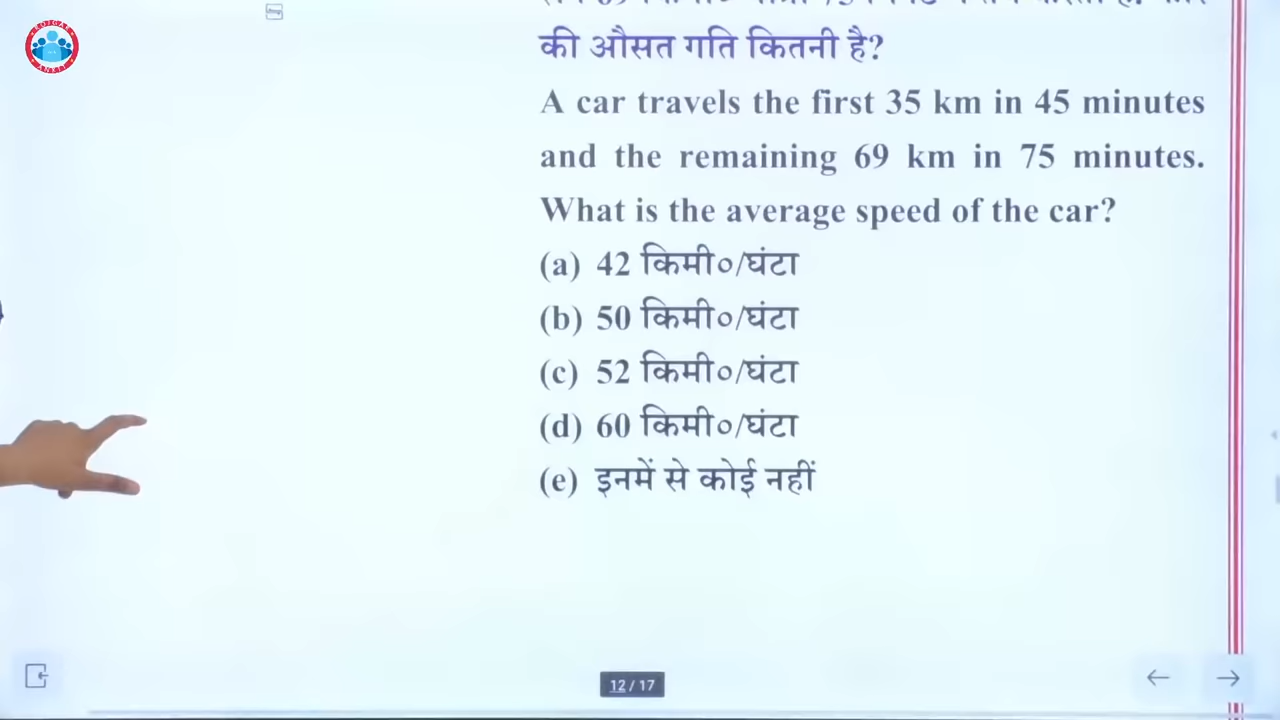 की औसत गति कितनी है?
A car travels the first 35 km in 45 minutes
and the remaining 69 km in 75 minutes.
What is the average speed of the car?
(a) 42 किमी०/घंटा
(b) 50 किमी०/घंटा
(c) 52 किमी०/घंटा
(d) 60 किमी०/घंटा
(e) इनमें से कोई नहीं
12 / 17